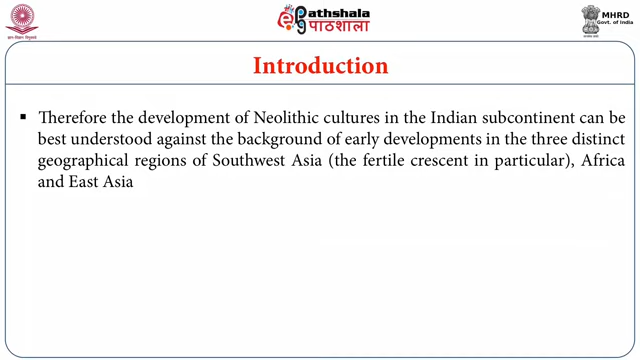 ePathshala
पाठशाला
MHRD
Govt. of India
Introduction
▪ Therefore the development of Neolithic cultures in the Indian subcontinent can be
best understood against the background of early developments in the three distinct
geographical regions of Southwest Asia (the fertile crescent in particular), Africa
and East Asia